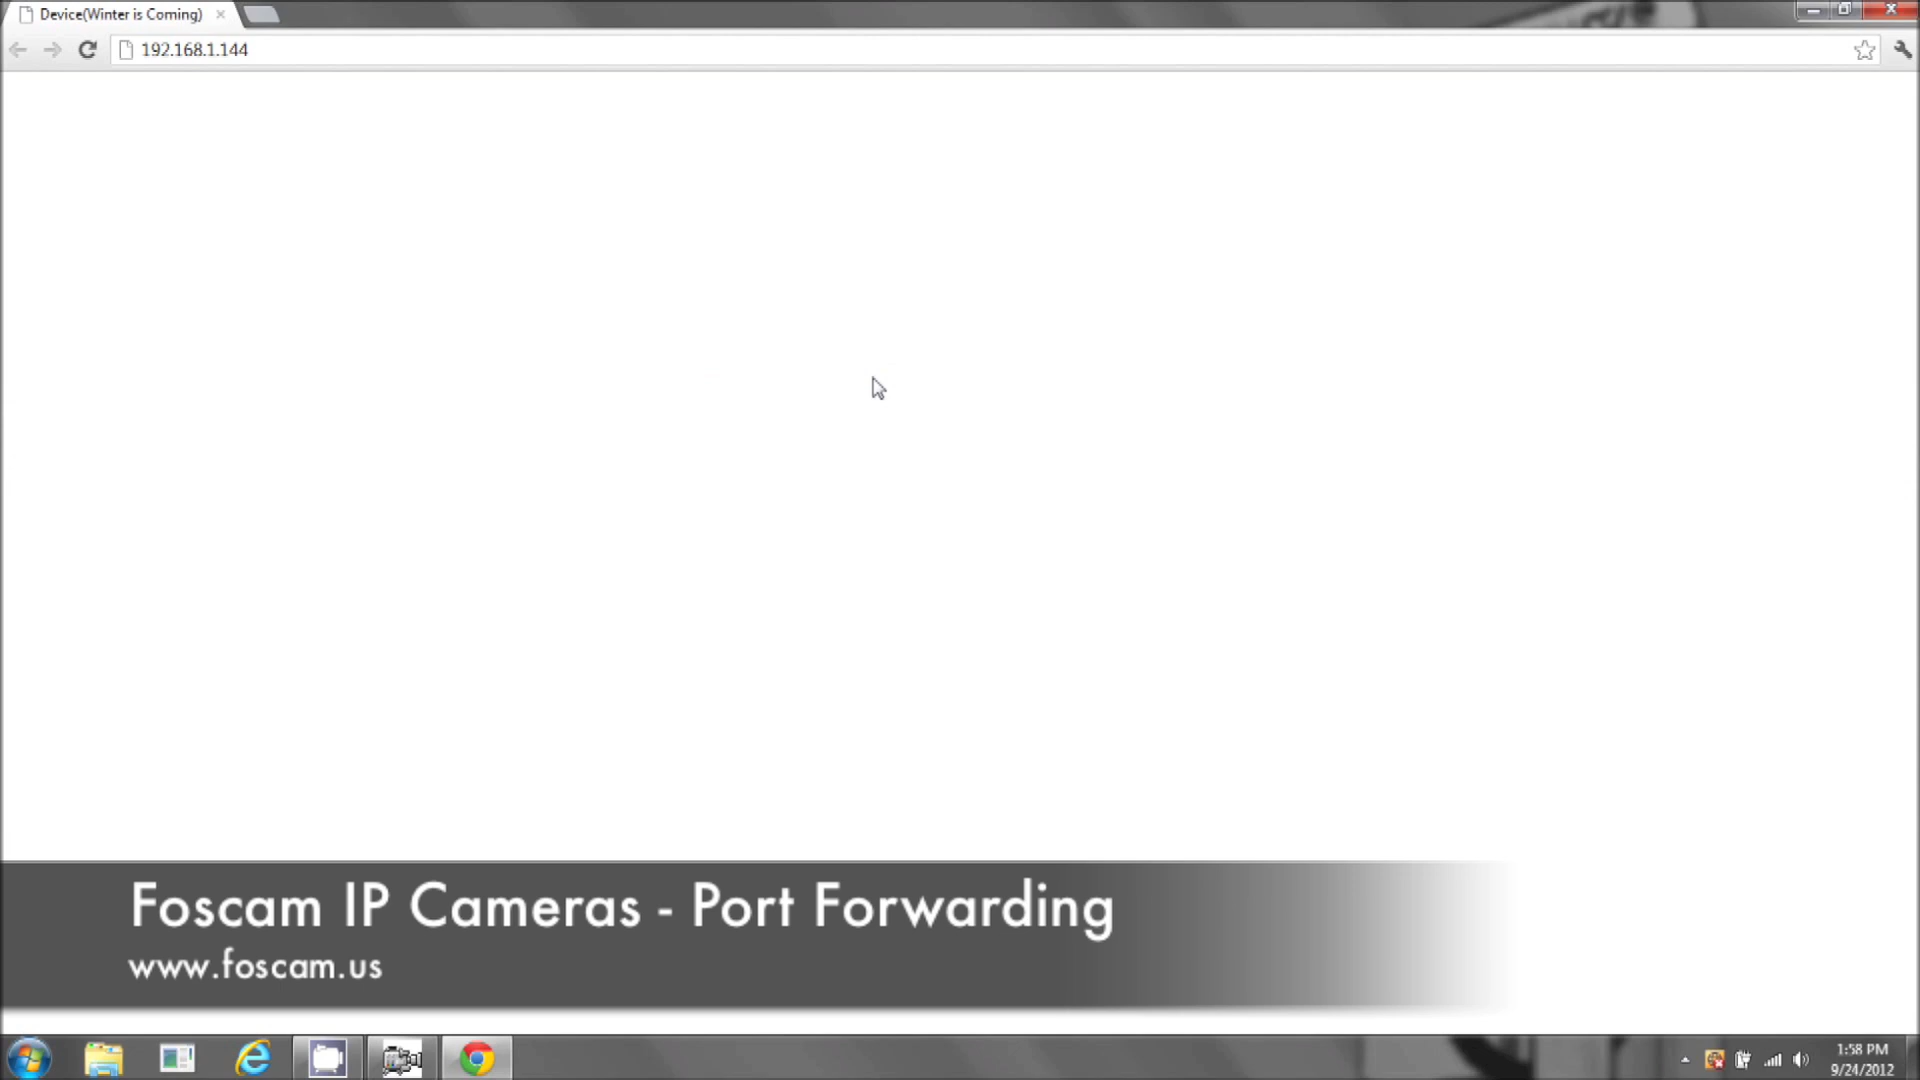 Device(Winter is Coming)
192.168.1.144
Foscam IP Cameras - Port Forwarding
www.foscam.us
1:58 PM
9/24/2012